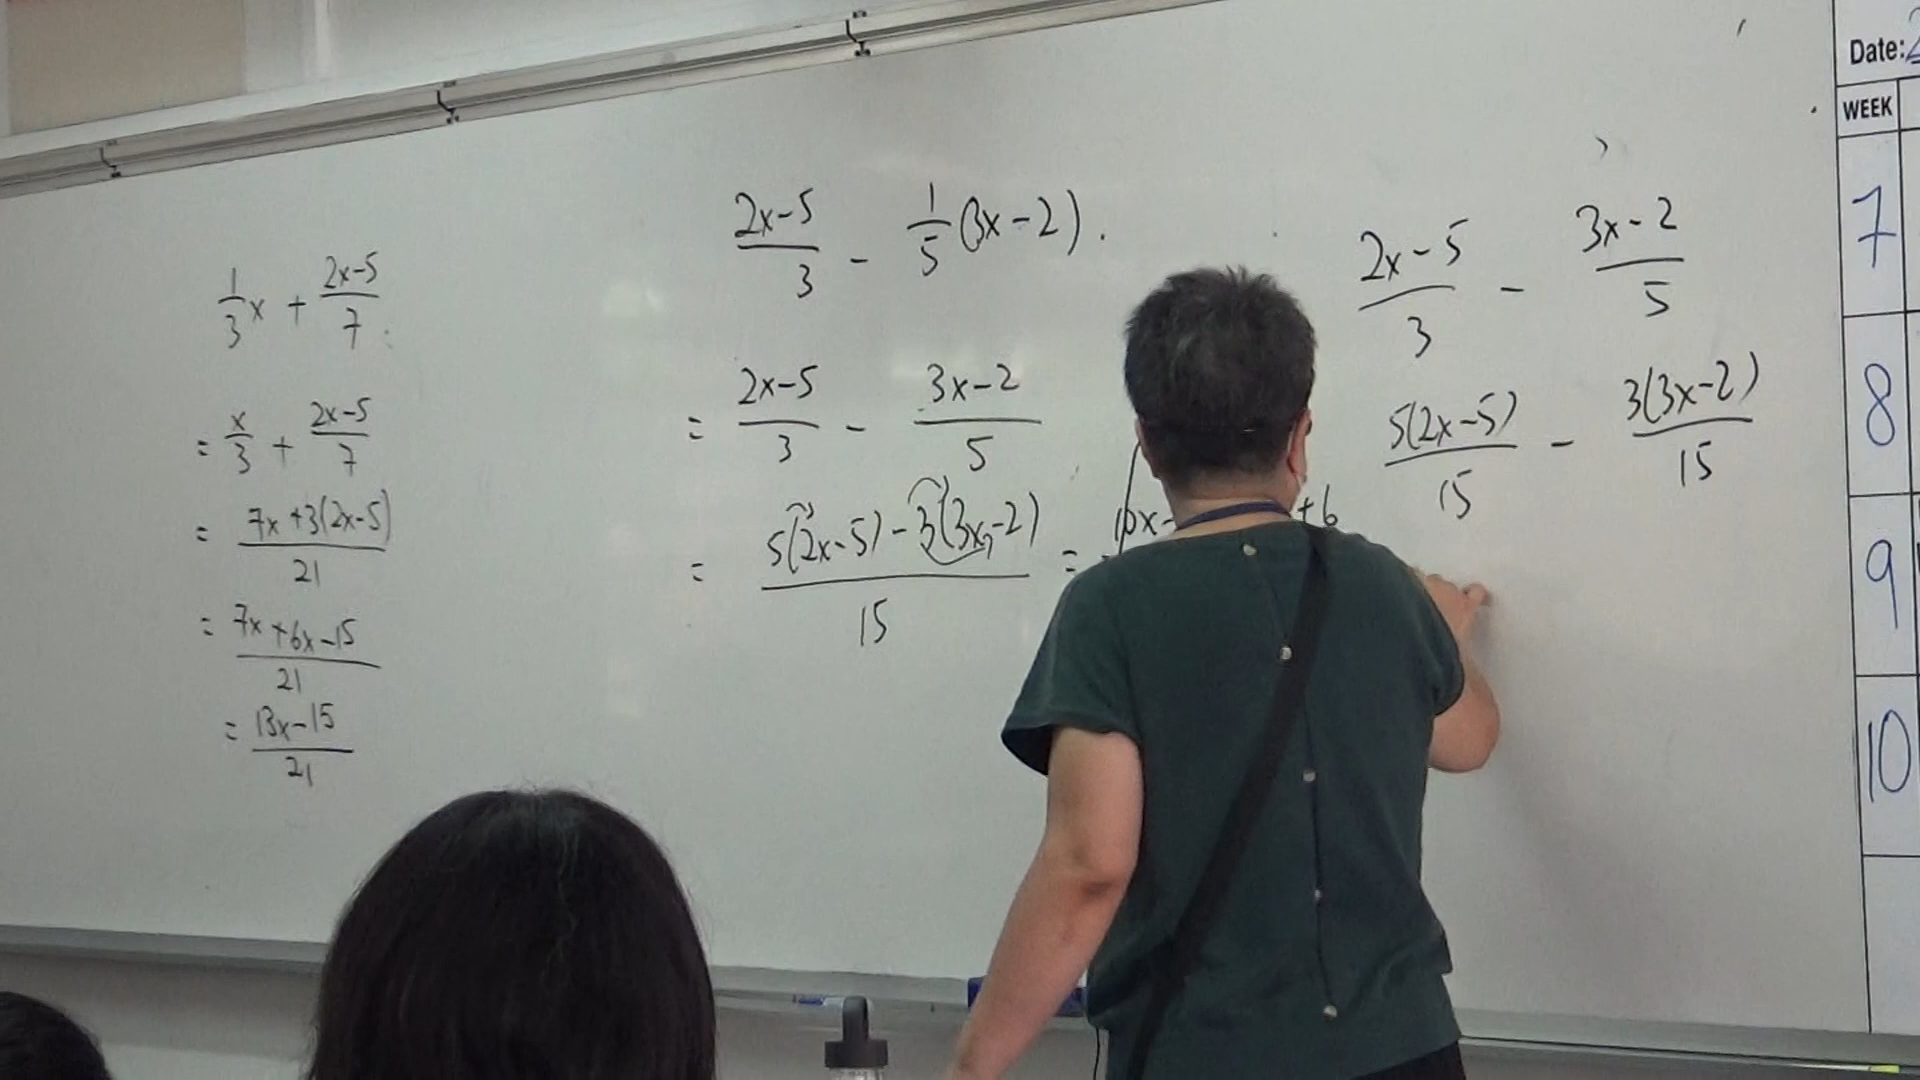 1/3 x + 2x-5/7
= x/3 + 2x-5/7
= 7x+3(2x-5)/21
= 7x+6x-15/21
= 13x-15/21
2x-5/3 - 1/5 (3x-2).
= 2x-5/3 - 3x-2/5
= 5(2x-5)-3(3x-2)/15 = 10x- +6
2x-5/3 - 3x-2/5
5(2x-5)/15 - 3(3x-2)/15
Date:
WEEK
7
8
9
10